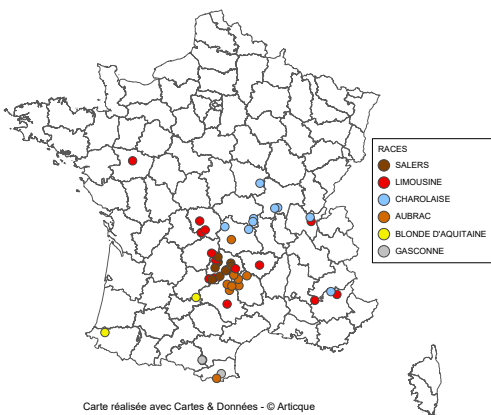 RACES
SALERS
LIMOUSINE
CHAROLAISE
AUBRAC
BLONDE D'AQUITAINE
GASCONNE
Carte réalisée avec Cartes & Données - © Articque